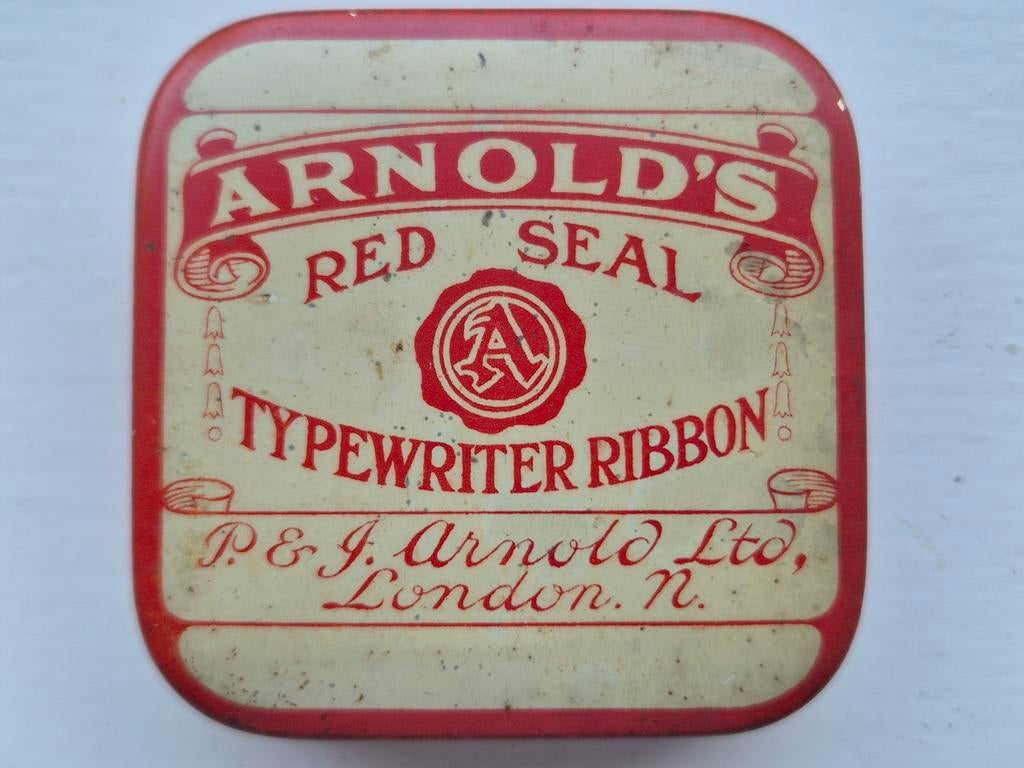 ARNOLD'S
RED SEAL
A
TYPEWRITER RIBBON
P. & J. Arnold Ltd,
London. N.